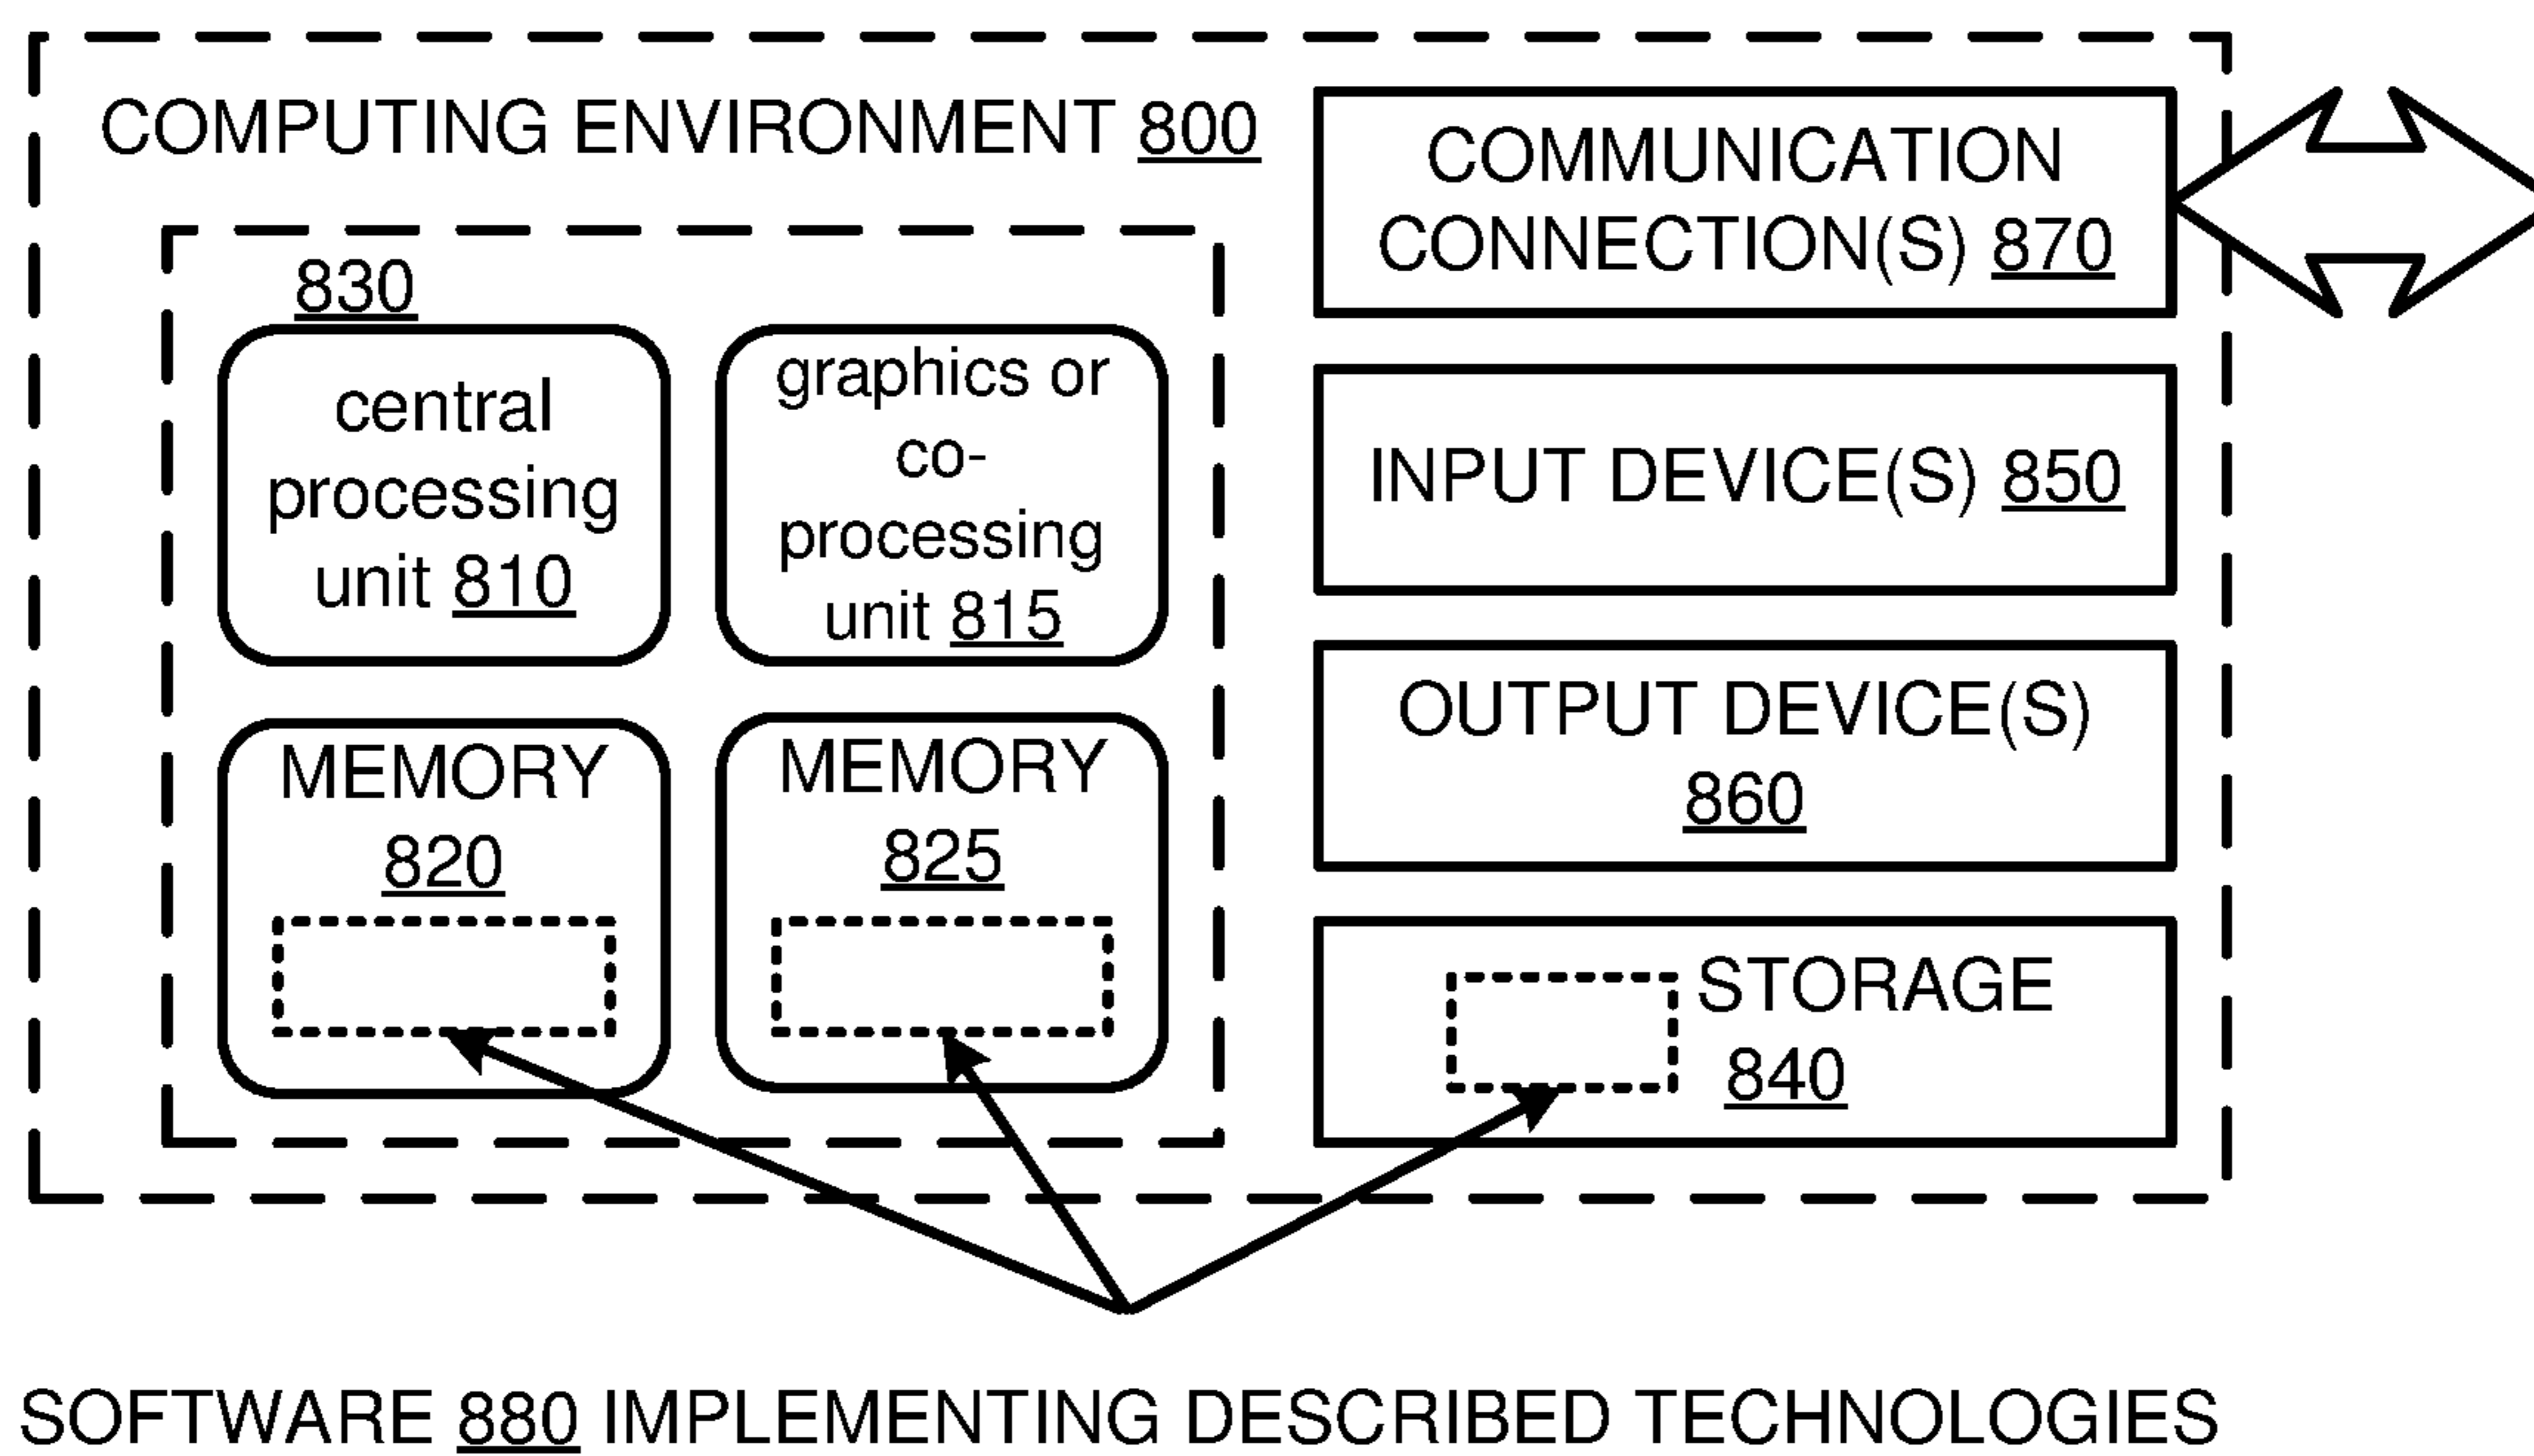 COMPUTING ENVIRONMENT 800
830
central
processing
unit 810
graphics or
co-
processing
unit 815
MEMORY
820
MEMORY
825
COMMUNICATION
CONNECTION(S) 870
INPUT DEVICE(S) 850
OUTPUT DEVICE(S)
860
STORAGE
840
SOFTWARE 880 IMPLEMENTING DESCRIBED TECHNOLOGIES